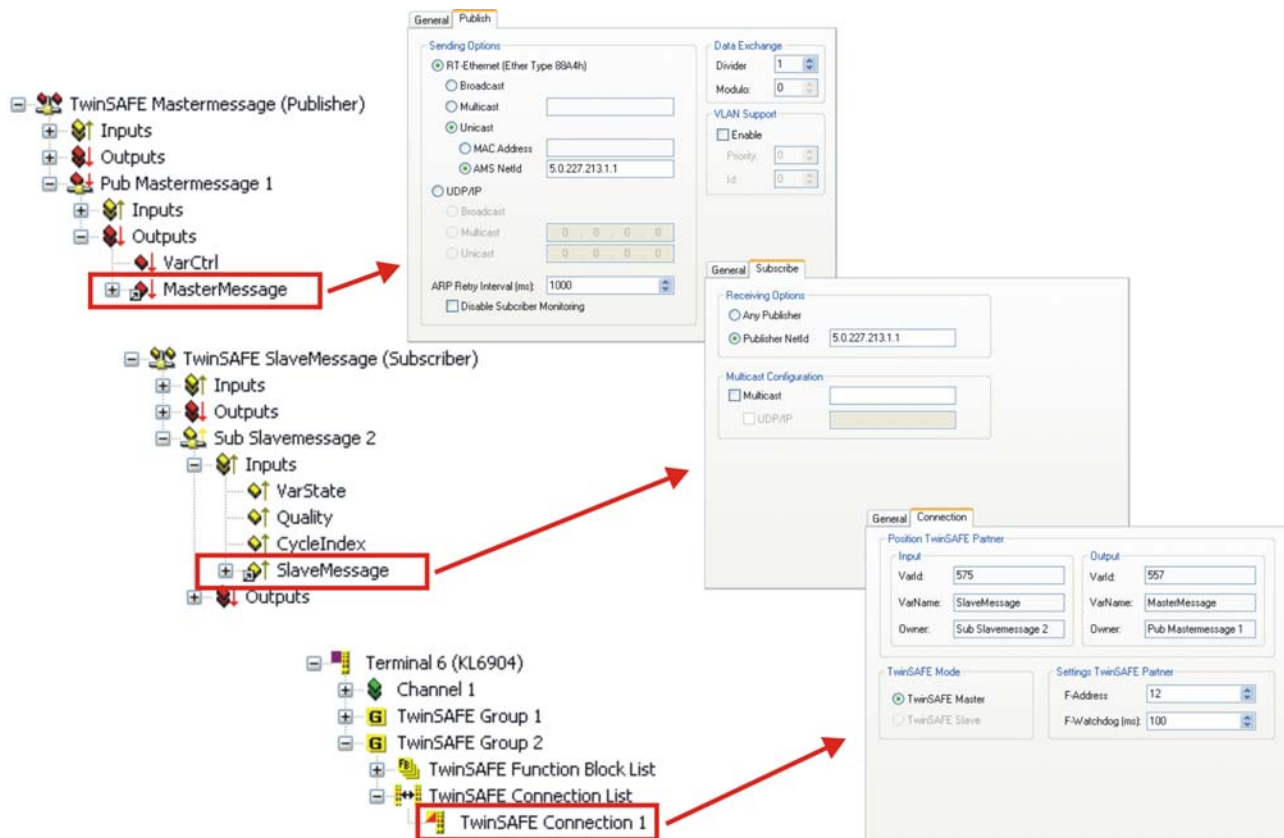 TwinSAFE Mastermessage (Publisher)
Inputs
Outputs
Pub Mastermessage 1
Inputs
Outputs
VarCtrl
MasterMessage
General Publish
Sending Options
RT-Ethernet (Ether Type 88A4h)
Broadcast
Multicast
Unicast
MAC Address
AMS NetId 5.0.227.213.1.1
UDP/IP
Broadcast
Multicast 0 . 0 . 0 . 0
Unicast 0 . 0 . 0 . 0
ARP Retry Interval (ms): 1000
Disable Subcriber Monitoring
Data Exchange
Divider 1
Modulo: 0
VLAN Support
Enable
Priority: 0
Id: 0
TwinSAFE SlaveMessage (Subscriber)
Inputs
Outputs
Sub Slavemessage 2
Inputs
VarState
Quality
CycleIndex
SlaveMessage
Outputs
General Subscribe
Receiving Options
Any Publisher
Publisher NetId 5.0.227.213.1.1
Multicast Configuration
Multicast
UDP/IP
Terminal 6 (KL6904)
Channel 1
G TwinSAFE Group 1
G TwinSAFE Group 2
FB TwinSAFE Function Block List
TwinSAFE Connection List
TwinSAFE Connection 1
General Connection
Position TwinSAFE Partner
Input
VarId: 575
VarName: SlaveMessage
Owner: Sub Slavemessage 2
Output
VarId: 557
VarName: MasterMessage
Owner: Pub Mastermessage 1
TwinSAFE Mode
TwinSAFE Master
TwinSAFE Slave
Settings TwinSAFE Partner
F-Address 12
F-Watchdog (ms): 100